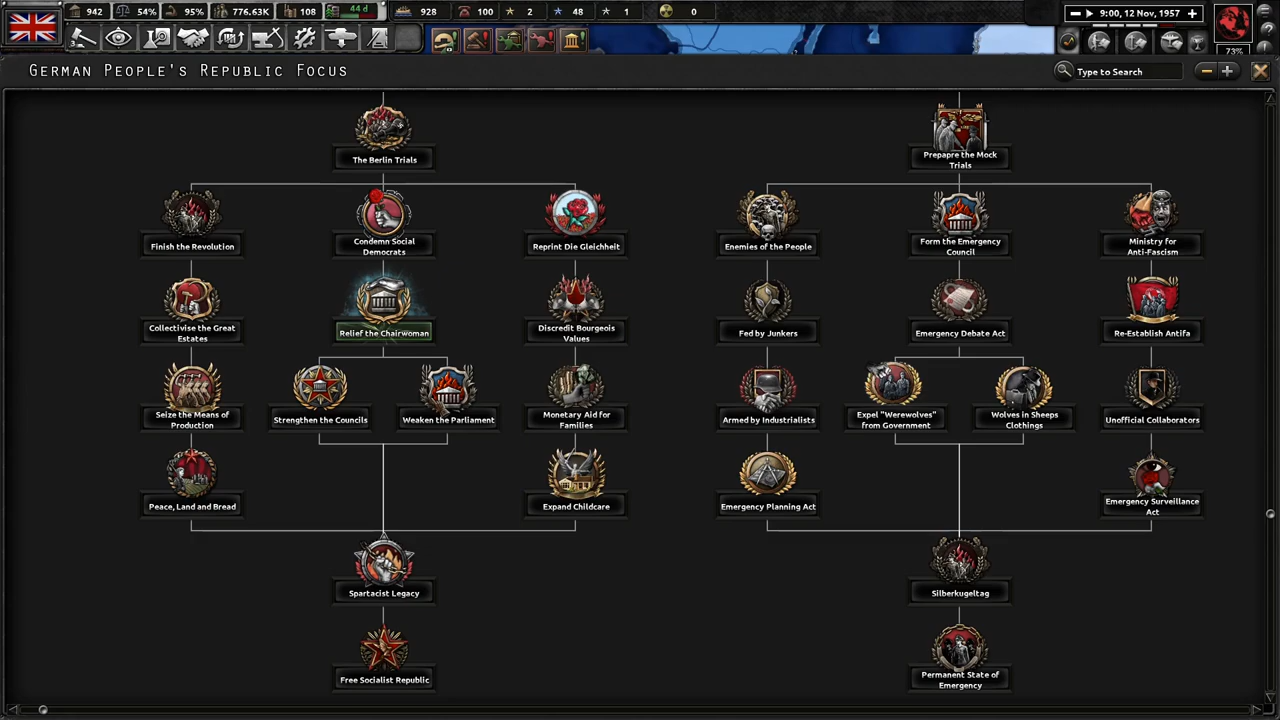 942 54% 95% 776.63K 108 44 d 928 100 2 48 1 0 9:00, 12 Nov, 1957
3 73%
German People's Republic Focus
Type to Search
The Berlin Trials
Prepapre the Mock
Trials
Finish the Revolution
Condemn Social
Democrats
Reprint Die Gleichheit
Enemies of the People
Form the Emergency
Council
Ministry for
Anti-Fascism
Collectivise the Great
Estates
Relief the Chairwoman
Discredit Bourgeois
Values
Fed by Junkers
Emergency Debate Act
Re-Establish Antifa
Seize the Means of
Production
Strengthen the Councils
Weaken the Parliament
Monetary Aid for
Families
Armed by Industrialists
Expel "Werewolves"
from Government
Wolves in Sheeps
Clothings
Unofficial Collaborators
Peace, Land and Bread
Expand Childcare
Emergency Planning Act
Emergency Surveillance
Act
Spartacist Legacy
Silberkugeltag
Free Socialist Republic
Permanent State of
Emergency